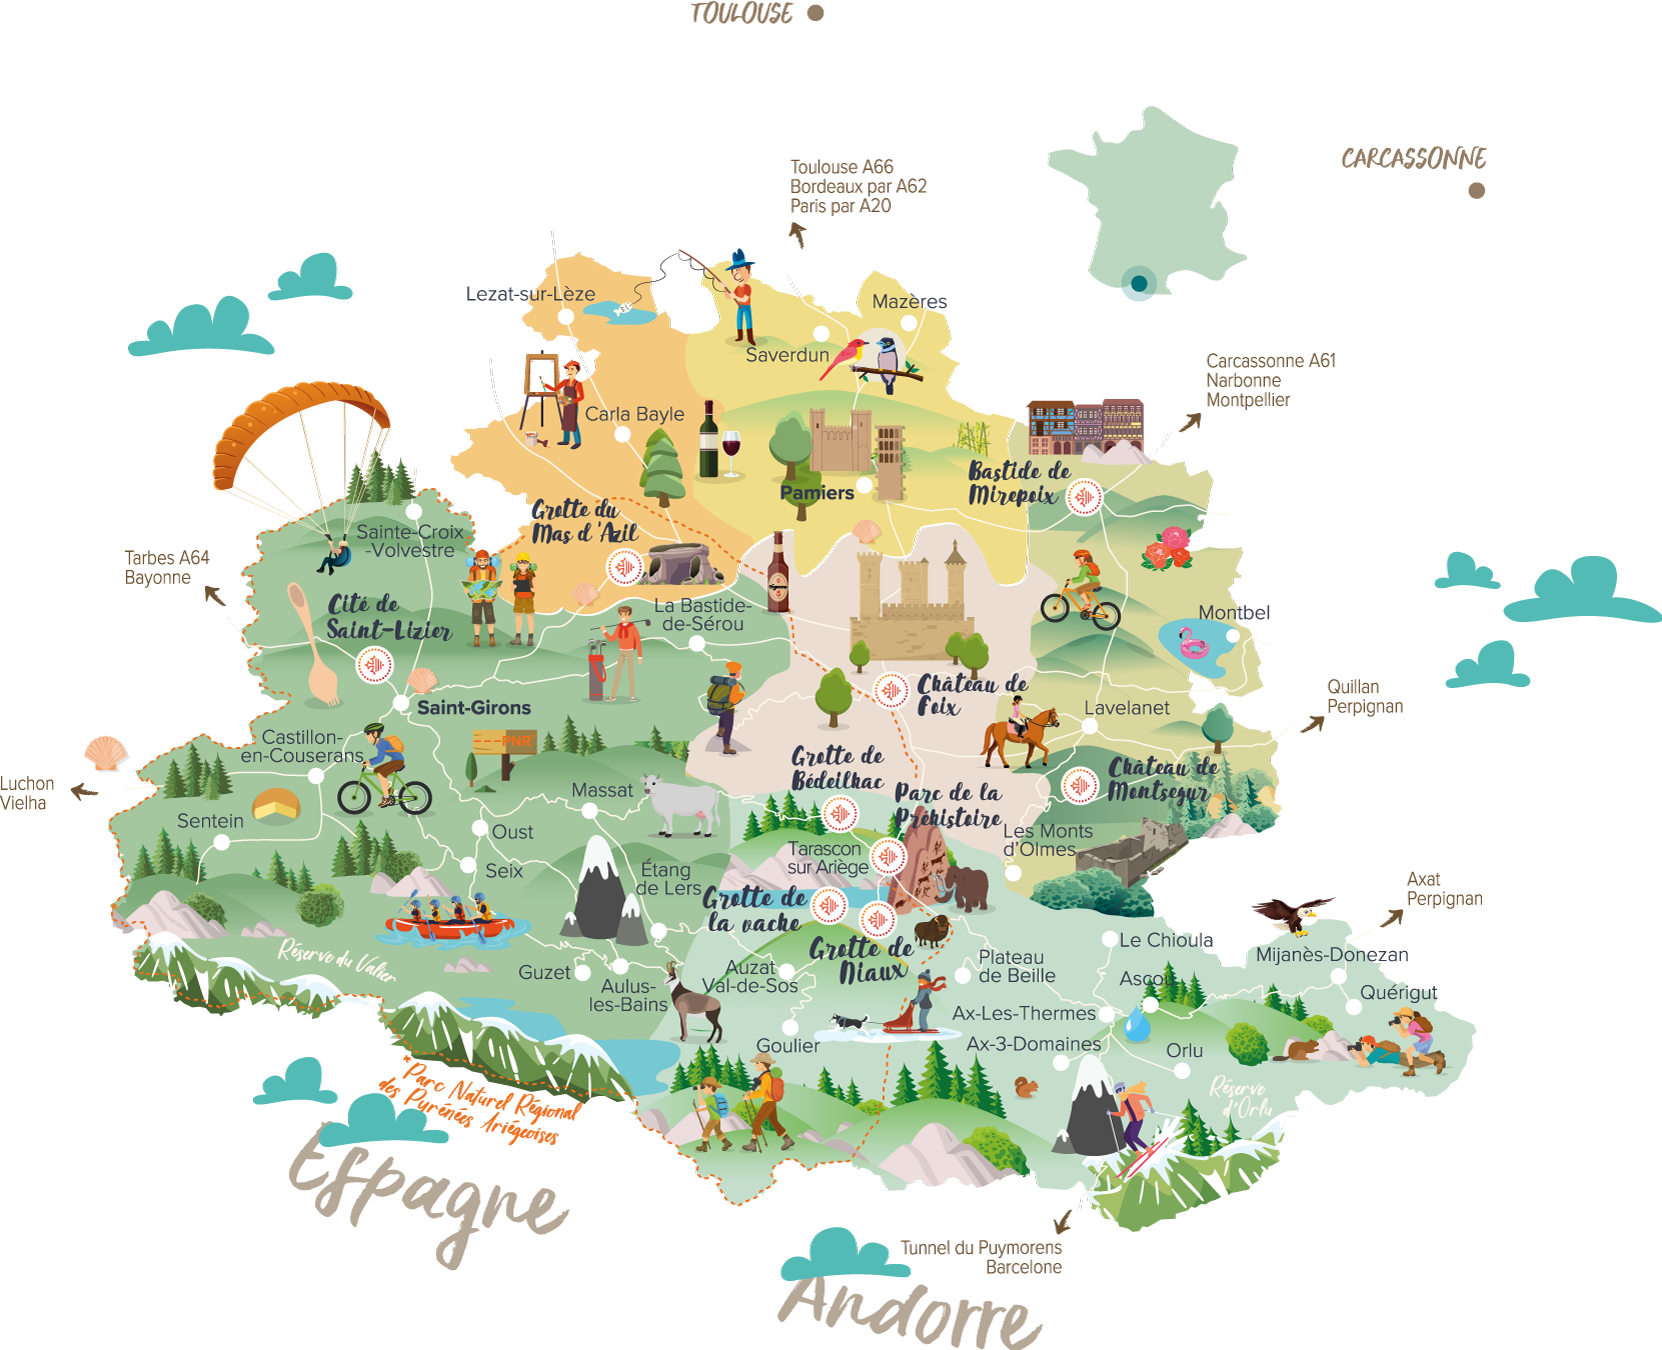 TOULOUSE
CARCASSONNE
Toulouse A66
Bordeaux par A62
Paris par A20
Lezat-sur-Lèze
Mazères
Saverdun
Carcassonne A61
Narbonne
Montpellier
Carla Bayle
Pamiers
Bastide de
Mirepoix
Grotte du
Mas d'Azil
Sainte-Croix
-Volvestre
Tarbes A64
Bayonne
Cité de
Saint-Lizier
La Bastide-
de-Sérou
Montbel
Saint-Girons
Château de
Foix
Lavelanet
Quillan
Perpignan
Castillon-
en-Couserans
PNR
Grotte de
Bédeilhac
Château de
Montsegur
Luchon
Vielha
Massat
Parc de la
Préhistoire
Sentein
Oust
Les Monts
d'Olmes
Tarascon
sur Ariège
Seix
Étang
de Lers
Grotte de
la vache
Axat
Perpignan
Grotte de
Niaux
Le Chioula
Mijanès-Donezan
Réserve du Valier
Guzet
Aulus-
les-Bains
Auzat
Val-de-Sos
Plateau
de Beille
Ascou
Quérigut
Ax-Les-Thermes
Goulier
Ax-3-Domaines
Orlu
Réserve
d'Orlu
* Parc Naturel Régional
des Pyrénées Ariégeoises
Espagne
Tunnel du Puymorens
Barcelone
Andorre